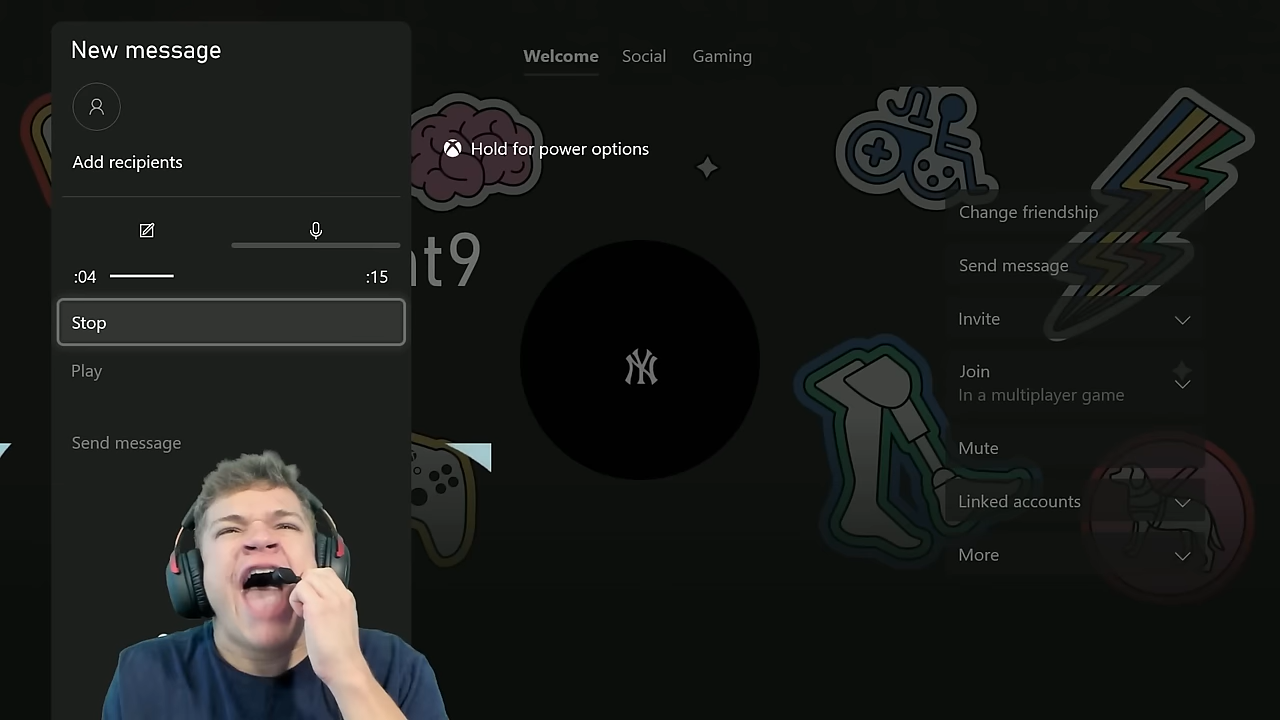 New message
Add recipients
:04
:15
Stop
Play
Send message
Welcome
Social
Gaming
Hold for power options
t9
NY
Change friendship
Send message
Invite
Join
In a multiplayer game
Mute
Linked accounts
More